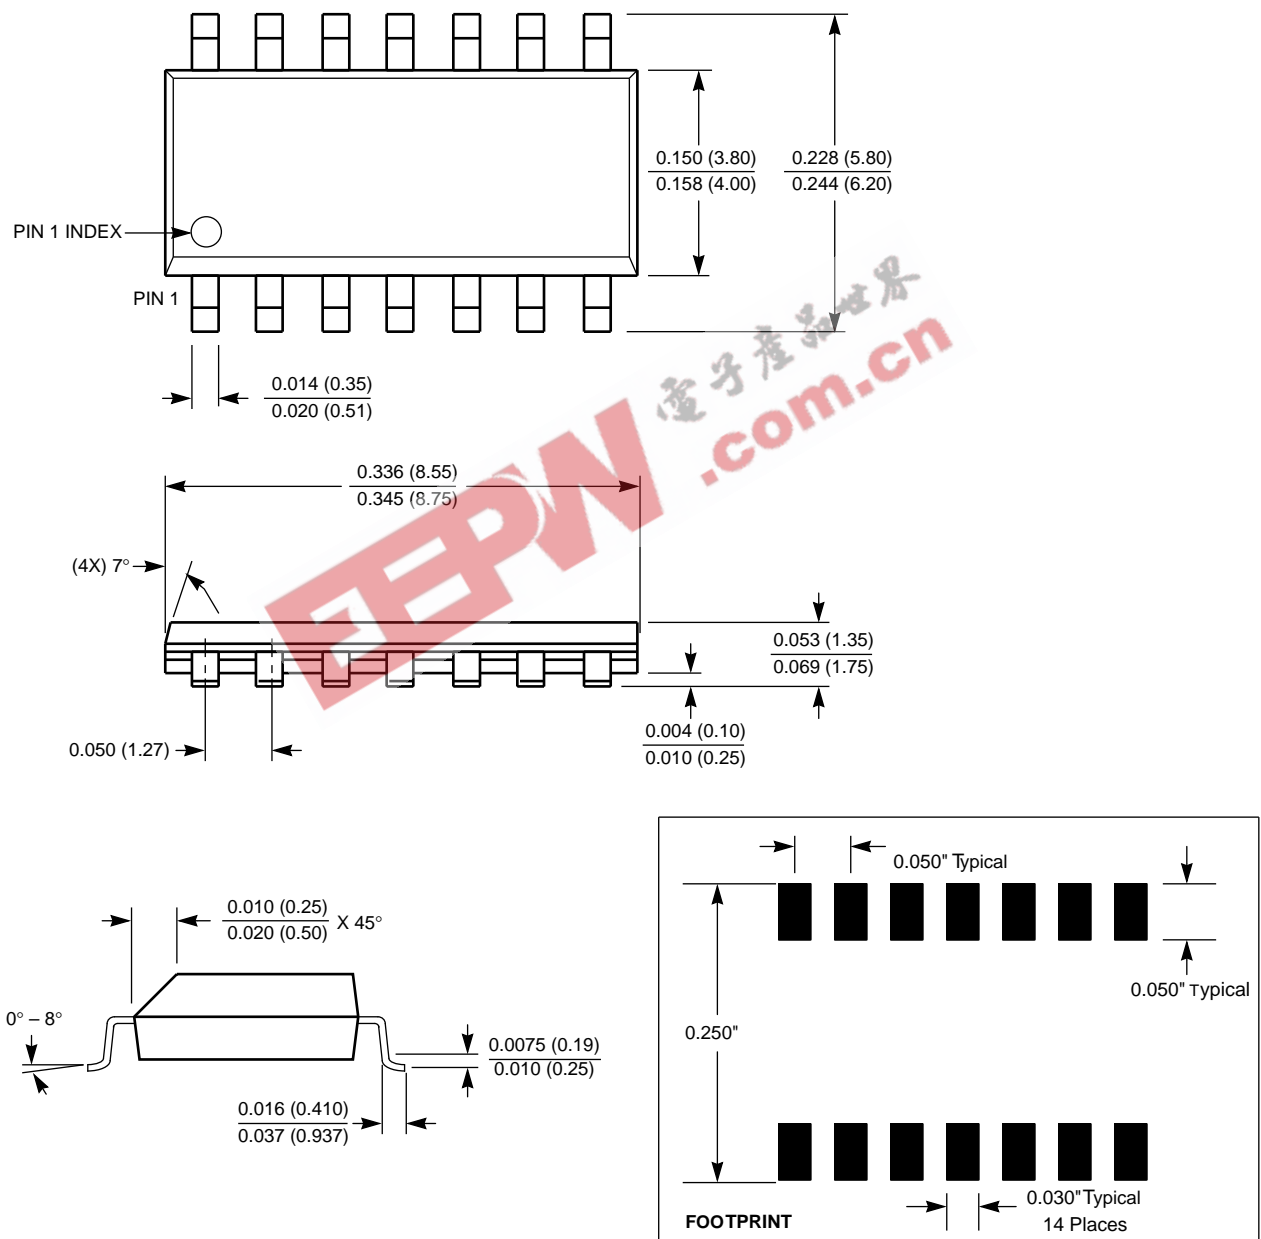 0.150 (3.80)
0.158 (4.00)
0.228 (5.80)
0.244 (6.20)
PIN 1 INDEX
PIN 1
0.014 (0.35)
0.020 (0.51)
電子產品世界
.com.cn
EEPW
0.336 (8.55)
0.345 (8.75)
(4X) 7°
0.053 (1.35)
0.069 (1.75)
0.004 (0.10)
0.010 (0.25)
0.050 (1.27)
0.010 (0.25)
0.020 (0.50)
X 45°
0° – 8°
0.0075 (0.19)
0.010 (0.25)
0.016 (0.410)
0.037 (0.937)
0.050" Typical
0.050" Typical
0.250"
0.030" Typical
14 Places
FOOTPRINT